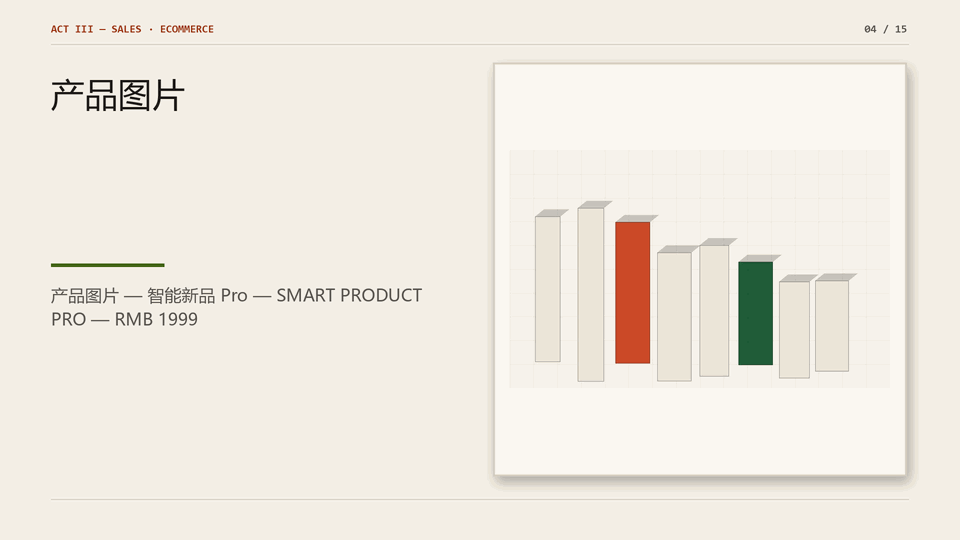 ACT III — SALES · ECOMMERCE
04 / 15
产品图片
产品图片 — 智能新品 Pro — SMART PRODUCT
PRO — RMB 1999